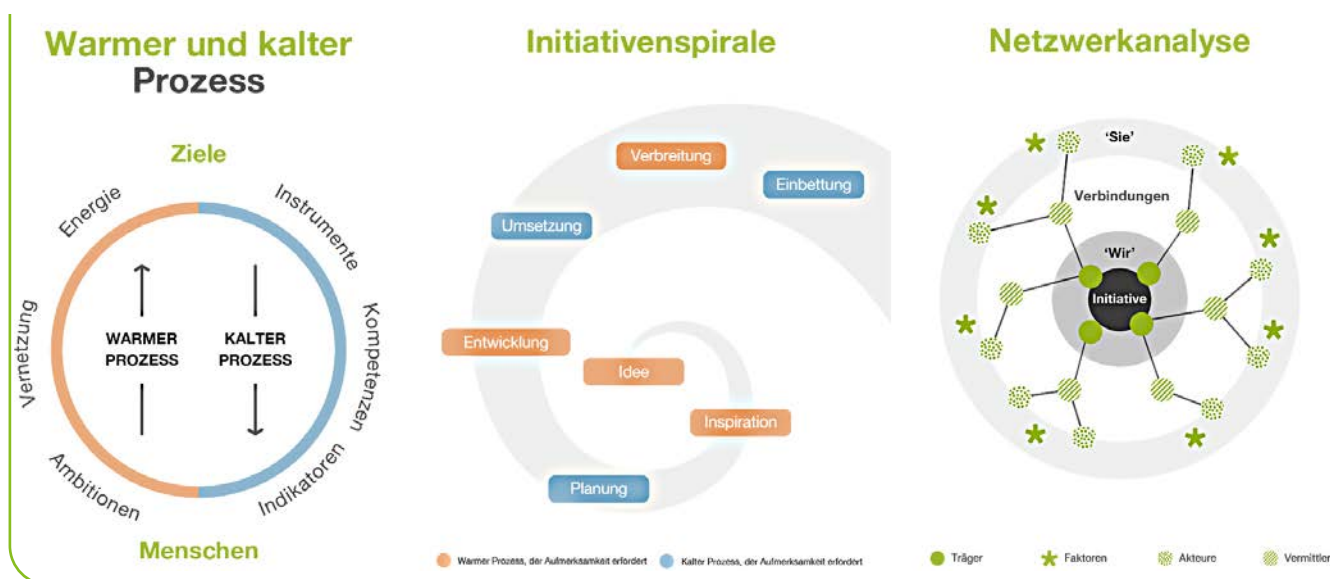 Warmer und kalter
Prozess
Ziele
Energie
Instrumente
Vernetzung
WARMER
PROZESS
KALTER
PROZESS
Kompetenzen
Ambitionen
Indikatoren
Menschen
Initiativenspirale
Verbreitung
Einbettung
Umsetzung
Entwicklung
Idee
Inspiration
Planung
Warmer Prozess, der Aufmerksamkeit erfordert
Kalter Prozess, der Aufmerksamkeit erfordert
Netzwerkanalyse
'Sie'
Verbindungen
'Wir'
Initiative
Träger
Faktoren
Akteure
Vermittler